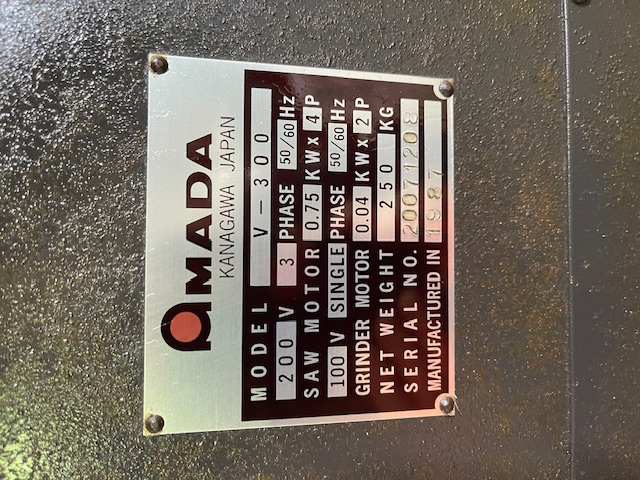 AMADA
KANAGAWA JAPAN
MODEL V-300
200 V 3 PHASE 50/60 Hz
SAW MOTOR 0.75 KW x 4 P
100 V SINGLE PHASE 50/60 Hz
GRINDER MOTOR 0.04 KW x 2 P
NET WEIGHT 250 KG
SERIAL NO. 20071208
MANUFACTURED IN 1987